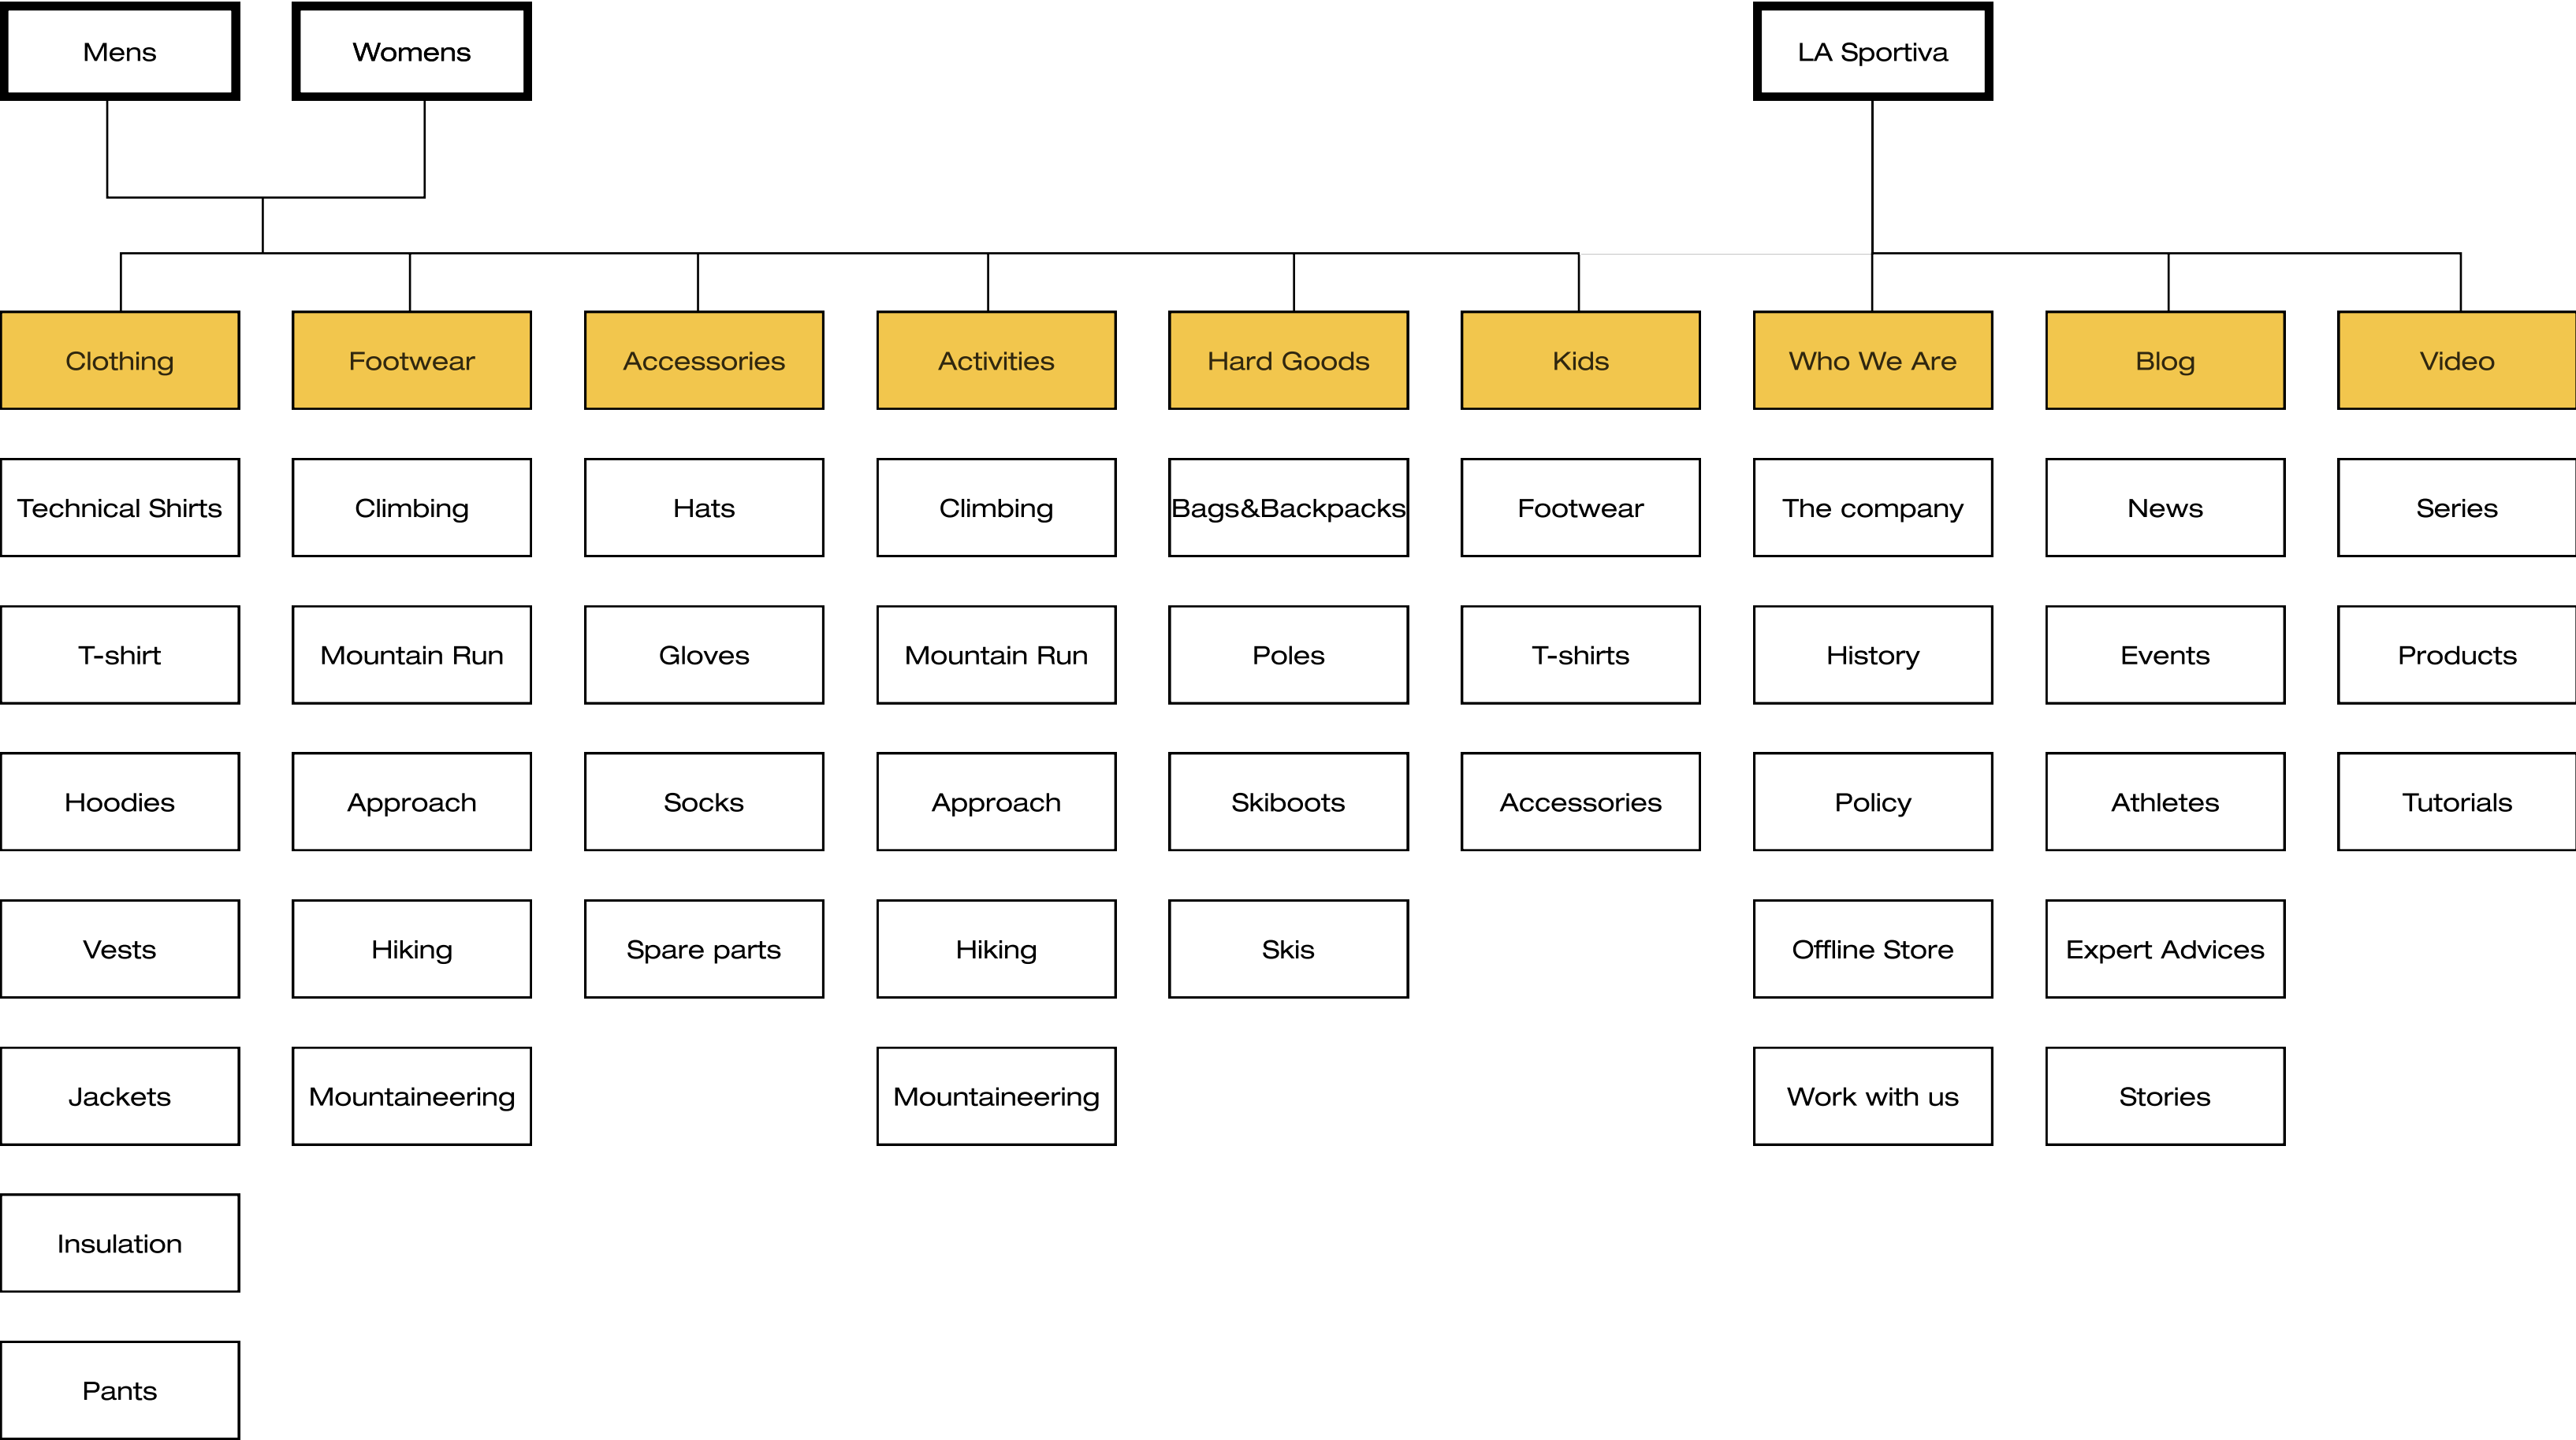 Mens
Womens
LA Sportiva
Clothing
Footwear
Accessories
Activities
Hard Goods
Kids
Who We Are
Blog
Video
Technical Shirts
Climbing
Hats
Climbing
Bags&Backpacks
Footwear
The company
News
Series
T-shirt
Mountain Run
Gloves
Mountain Run
Poles
T-shirts
History
Events
Products
Hoodies
Approach
Socks
Approach
Skiboots
Accessories
Policy
Athletes
Tutorials
Vests
Hiking
Spare parts
Hiking
Skis
Offline Store
Expert Advices
Jackets
Mountaineering
Mountaineering
Work with us
Stories
Insulation
Pants